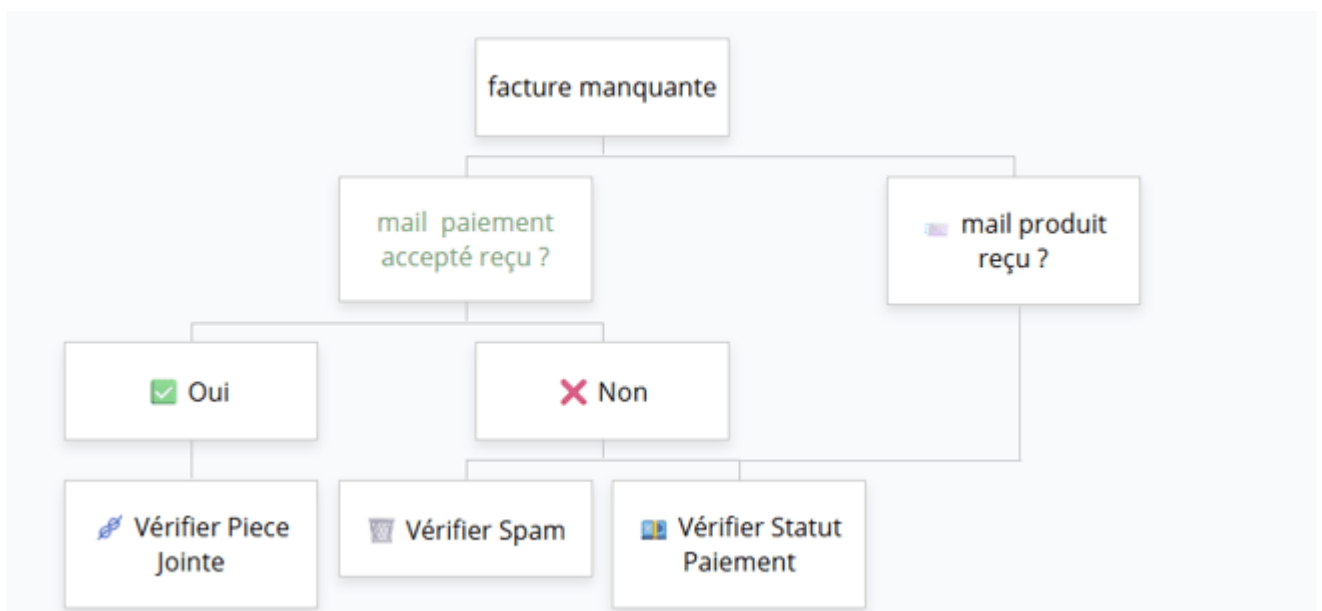 facture manquante
mail paiement
accepté reçu ?
mail produit
reçu ?
Oui
Non
Vérifier Piece
Jointe
Vérifier Spam
Vérifier Statut
Paiement